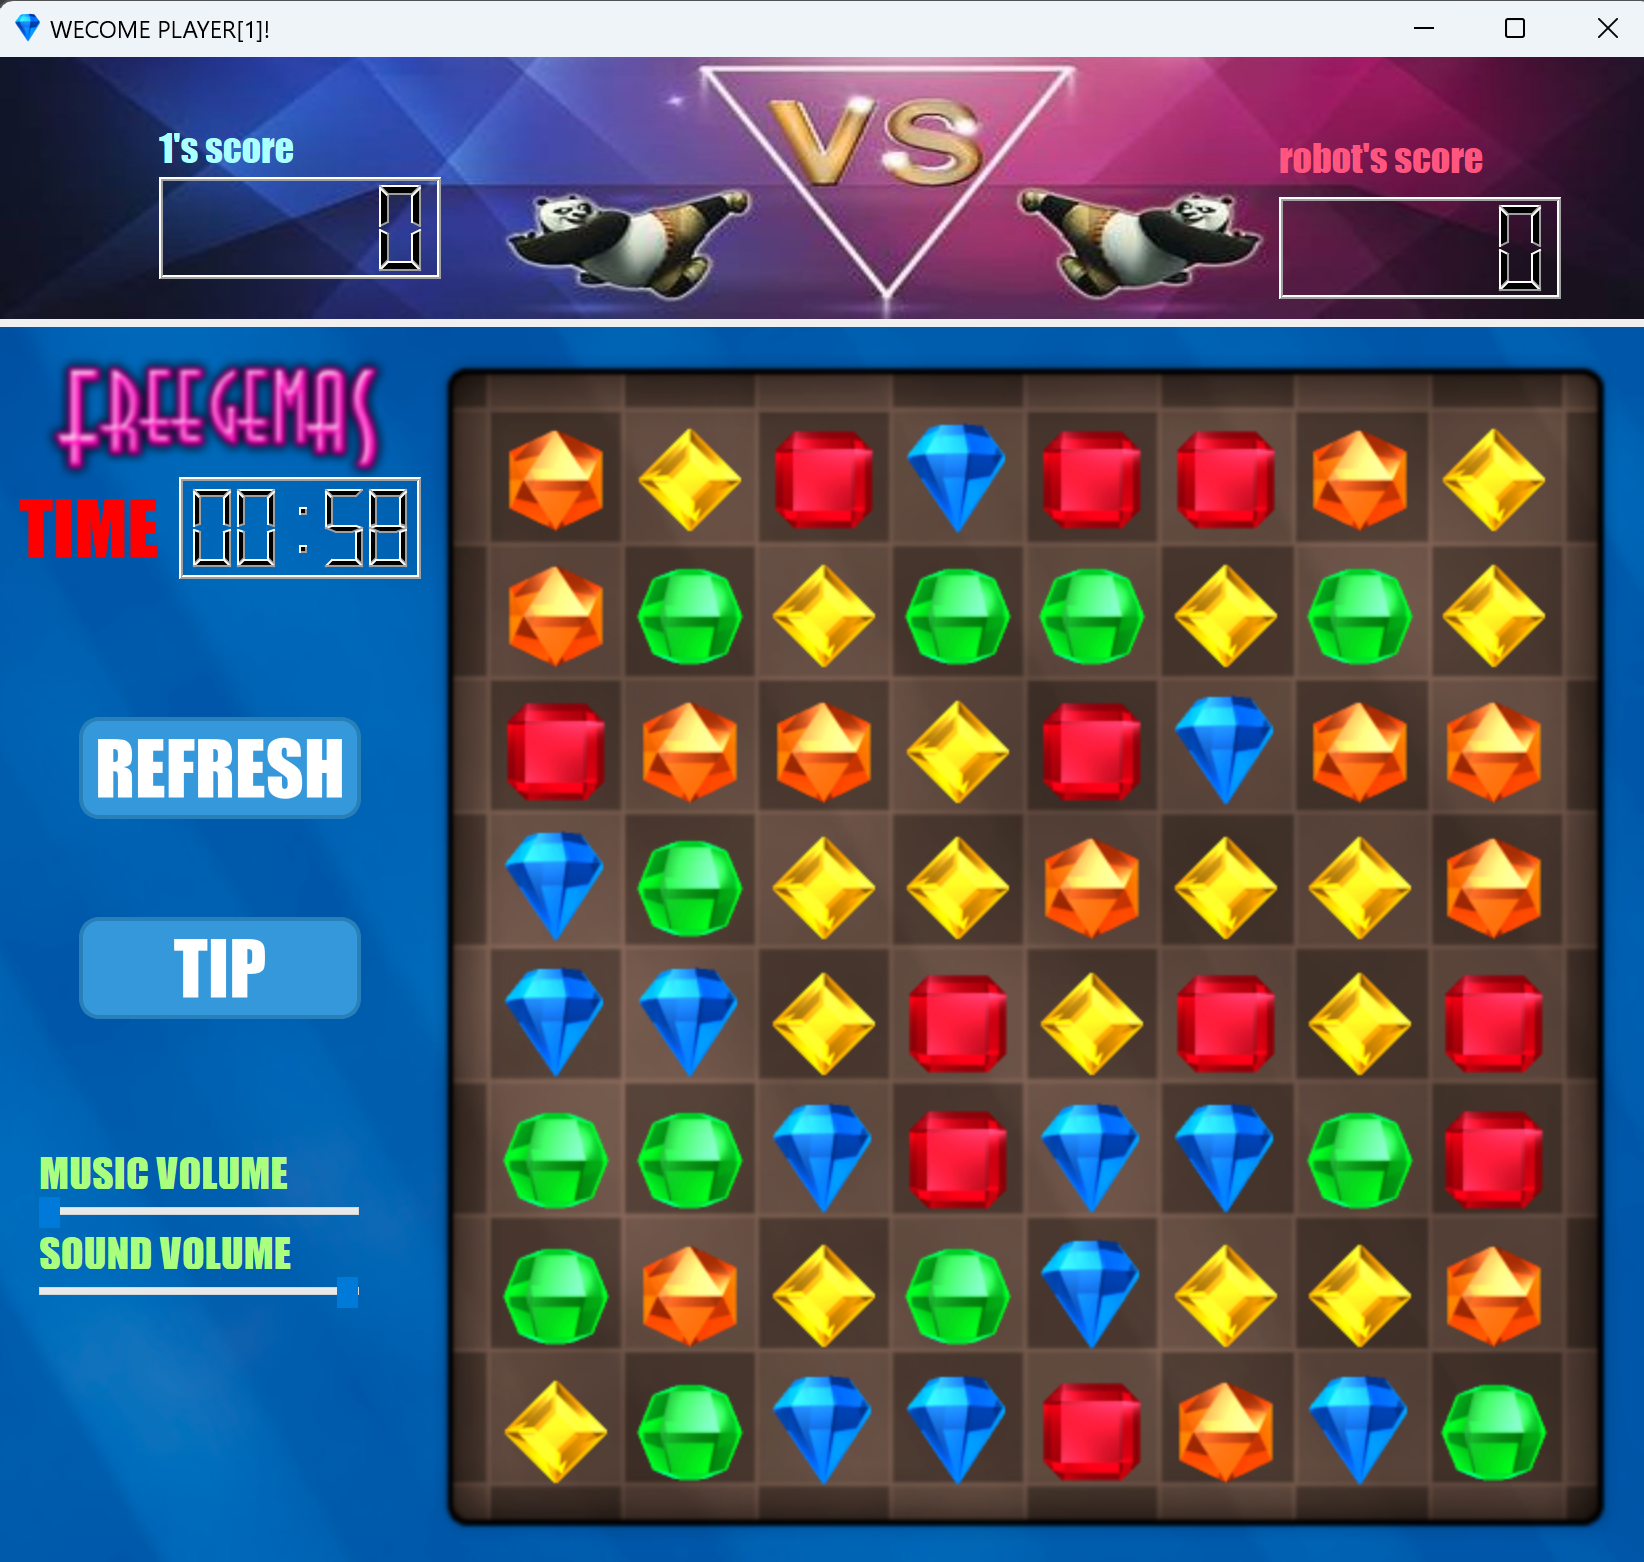 WECOME PLAYER[1]!
VS
1's score
0
robot's score
0
FREEGEMAS
TIME
00:59
REFRESH
TIP
MUSIC VOLUME
SOUND VOLUME